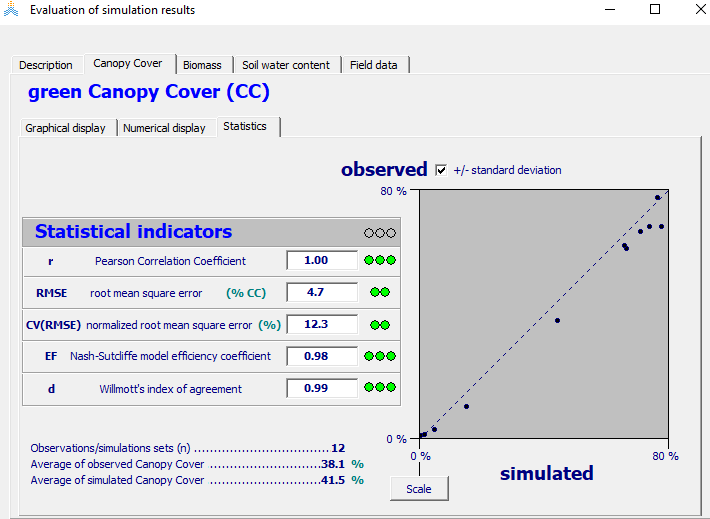 Evaluation of simulation results
Description Canopy Cover Biomass Soil water content Field data
green Canopy Cover (CC)
Graphical display Numerical display Statistics
observed +/- standard deviation
80 %
Statistical indicators
r Pearson Correlation Coefficient 1.00
RMSE root mean square error (% CC) 4.7
CV(RMSE) normalized root mean square error (%) 12.3
EF Nash-Sutcliffe model efficiency coefficient 0.98
d Willmott's index of agreement 0.99
0 %
Observations/simulations sets (n) ................................12
Average of observed Canopy Cover ..........................38.1 %
Average of simulated Canopy Cover ..........................41.5 %
0 % 80 %
simulated
Scale